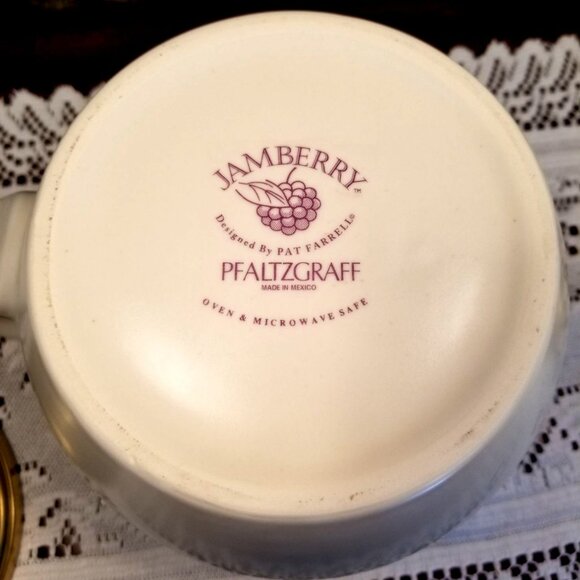 JAMBERRY™
Designed By PAT FARRELL®
PFALTZGRAFF
MADE IN MEXICO
OVEN & MICROWAVE SAFE